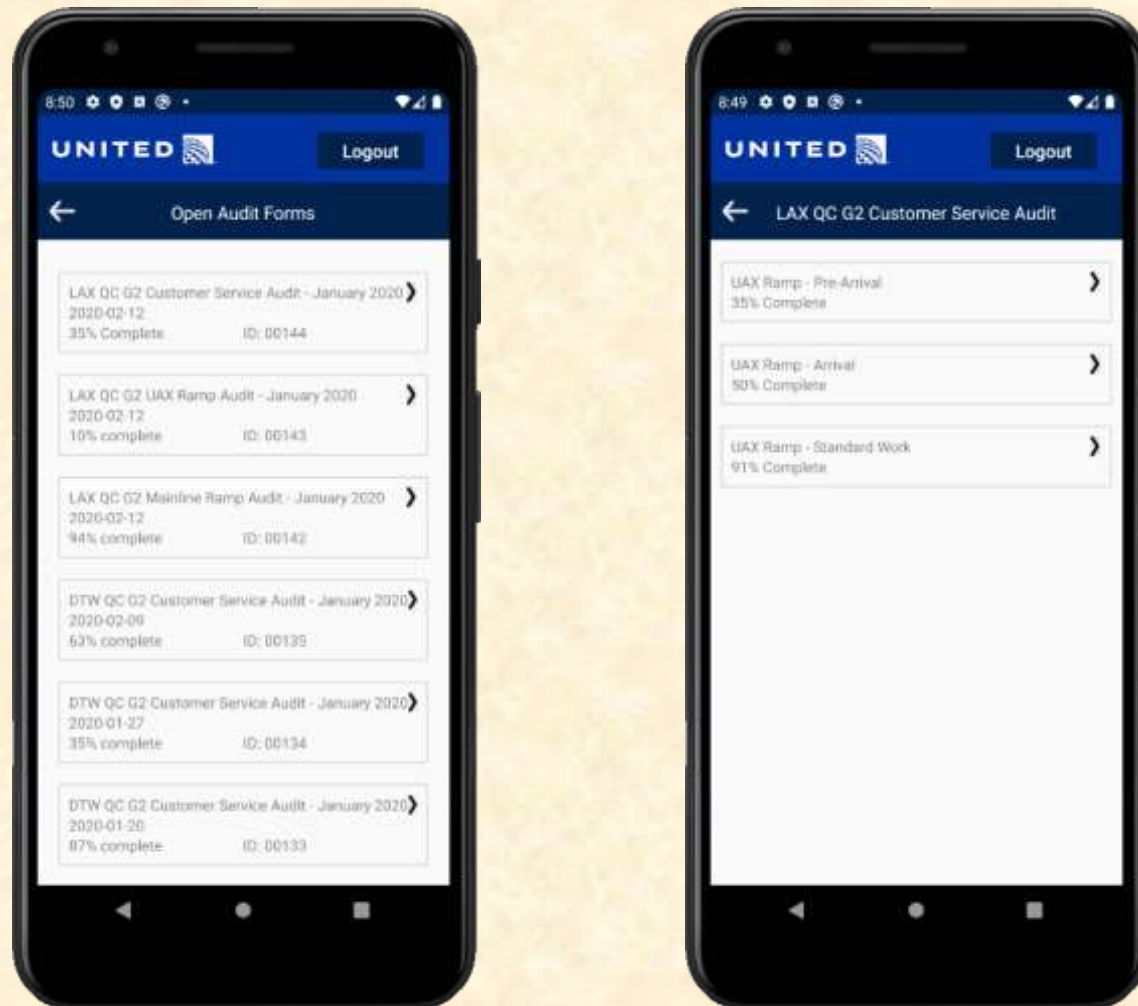 8:50
UNITED
Logout
Open Audit Forms
LAX QC G2 Customer Service Audit - January 2020
2020-02-12
35% Complete ID: 00144
LAX QC G2 UAX Ramp Audit - January 2020
2020-02-12
10% complete ID: 00143
LAX QC G2 Mainline Ramp Audit - January 2020
2020-02-12
94% complete ID: 00142
DTW QC G2 Customer Service Audit - January 2020
2020-02-09
63% complete ID: 00135
DTW QC G2 Customer Service Audit - January 2020
2020-01-27
35% complete ID: 00134
DTW QC G2 Customer Service Audit - January 2020
2020-01-20
87% complete ID: 00133
8:49
UNITED
Logout
LAX QC G2 Customer Service Audit
UAX Ramp - Pre-Arrival
35% Complete
UAX Ramp - Arrival
50% Complete
UAX Ramp - Standard Work
91% Complete